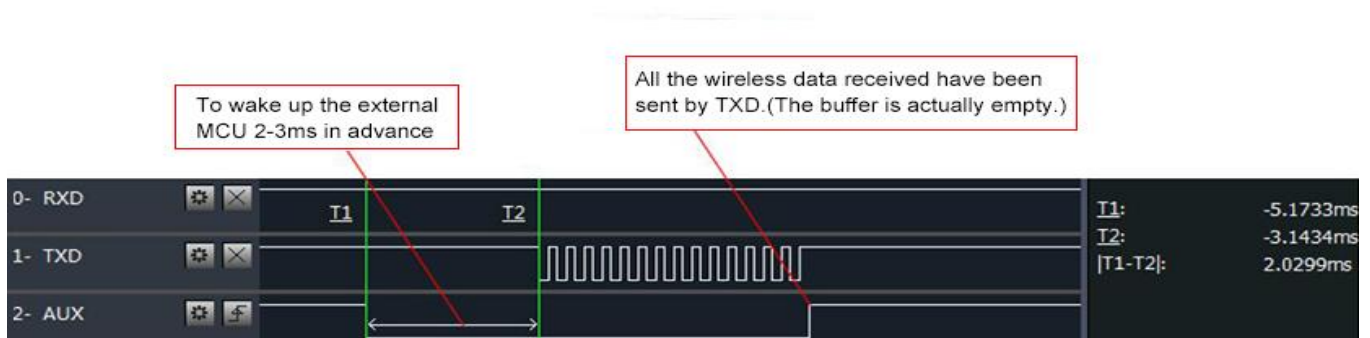 To wake up the external
MCU 2-3ms in advance
All the wireless data received have been
sent by TXD.(The buffer is actually empty.)
0- RXD
T1
T2
1- TXD
2- AUX
T1: -5.1733ms
T2: -3.1434ms
|T1-T2|: 2.0299ms